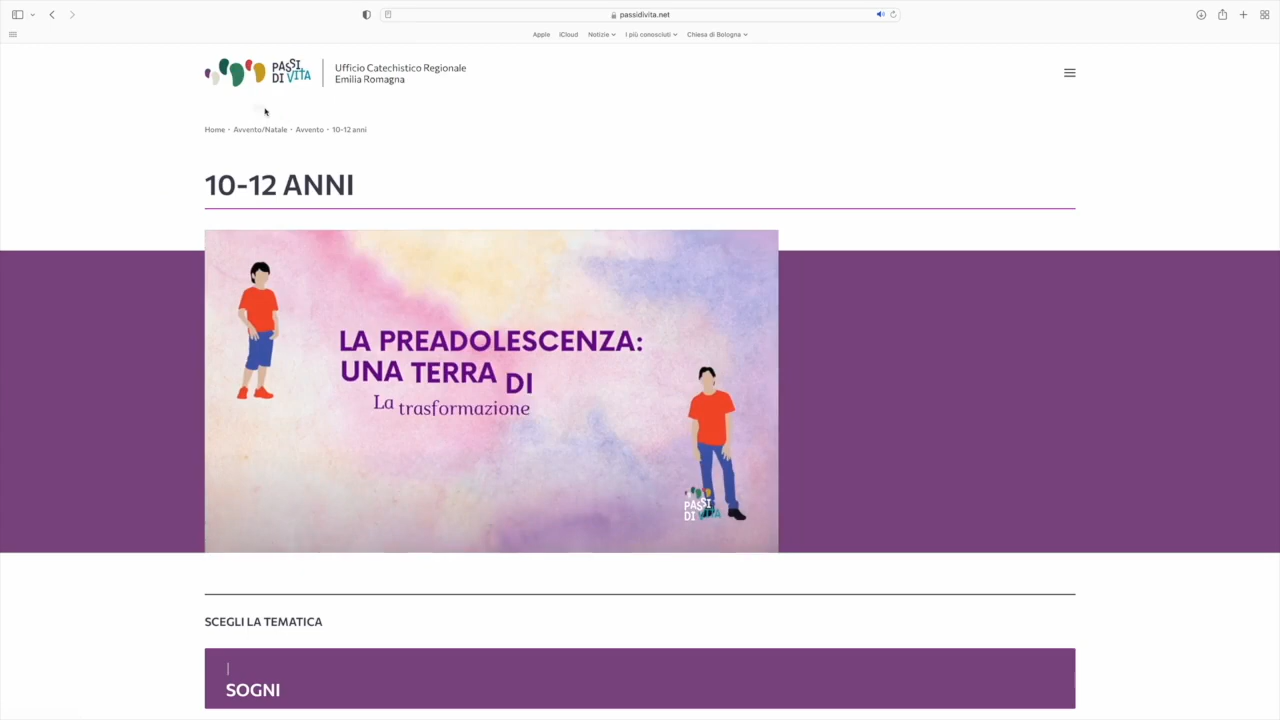 passidivita.net
Apple iCloud Notizie I più conosciuti Chiesa di Bologna
PASSI
DI VITA
Ufficio Catechistico Regionale
Emilia Romagna
Home · Avvento/Natale · Avvento · 10-12 anni
10-12 ANNI
LA PREADOLESCENZA:
UNA TERRA DI
La trasformazione
PASSI
DI VITA
SCEGLI LA TEMATICA
SOGNI